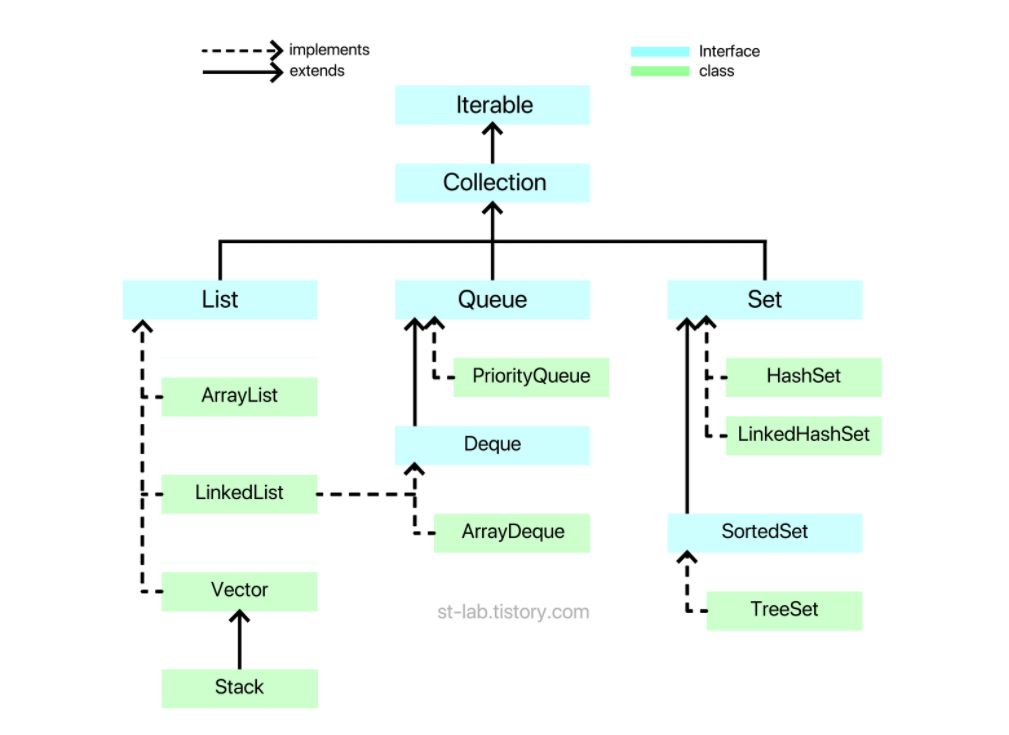 implements
extends
Interface
class
Iterable
Collection
List
Queue
Set
ArrayList
PriorityQueue
HashSet
LinkedHashSet
Deque
LinkedList
ArrayDeque
SortedSet
Vector
TreeSet
st-lab.tistory.com
Stack